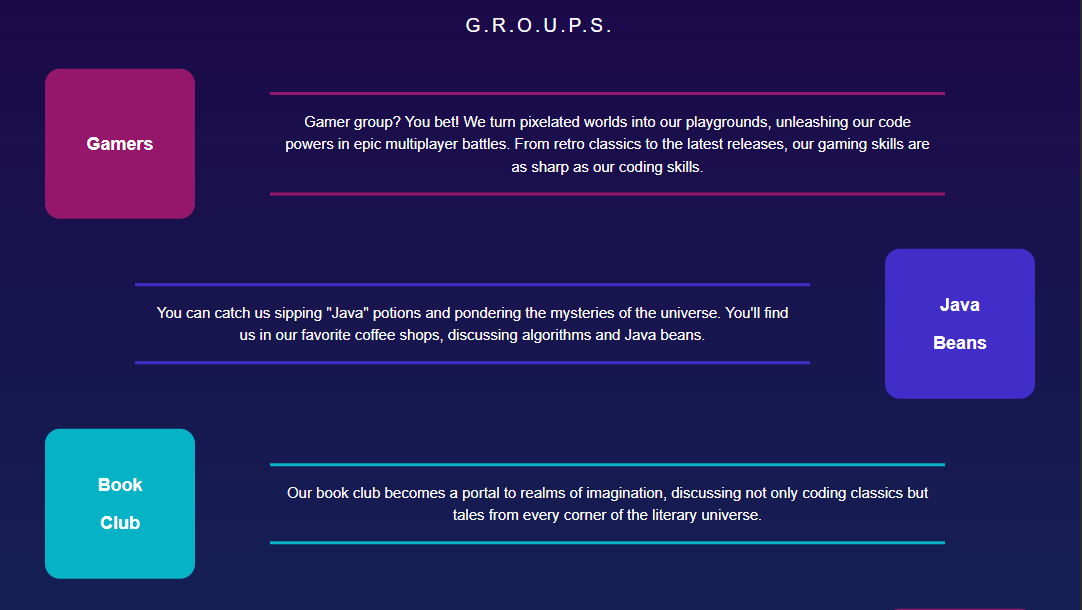 G.R.O.U.P.S.
Gamers
Gamer group? You bet! We turn pixelated worlds into our playgrounds, unleashing our code
powers in epic multiplayer battles. From retro classics to the latest releases, our gaming skills are
as sharp as our coding skills.
You can catch us sipping "Java" potions and pondering the mysteries of the universe. You'll find
us in our favorite coffee shops, discussing algorithms and Java beans.
Java
Beans
Book
Club
Our book club becomes a portal to realms of imagination, discussing not only coding classics but
tales from every corner of the literary universe.